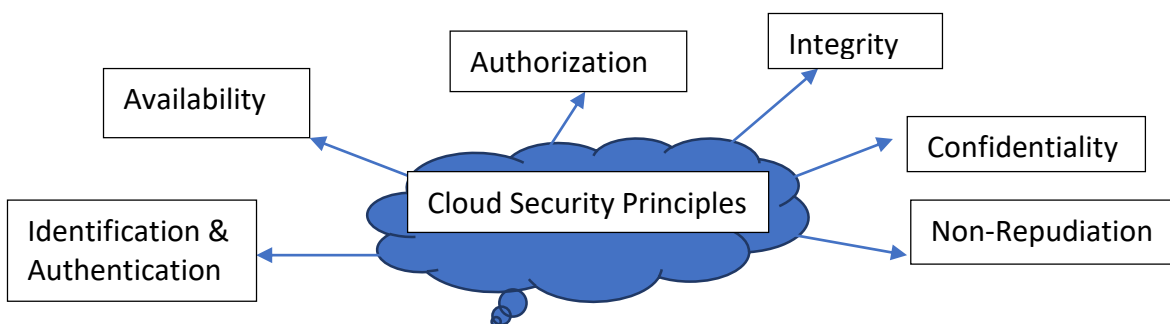 Integrity
Authorization
Availability
Confidentiality
Cloud Security Principles
Identification &
Authentication
Non-Repudiation